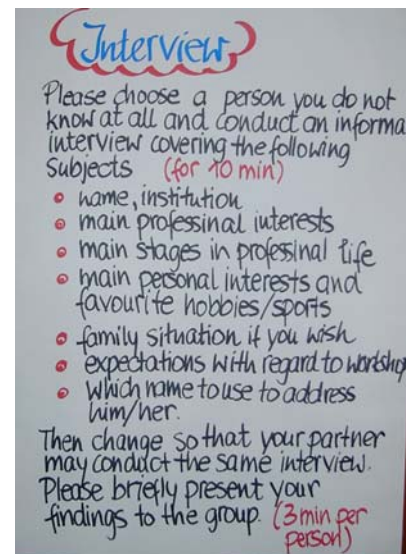 Interview
Please choose a person you do not
know at all and conduct an informa
interview covering the following
subjects (for 10 min)
• name, institution
• main professinal interests
• main stages in professinal life
• main personal interests and
favourite hobbies/sports
• family situation if you wish
• expectations with regard to workshop
• which name to use to address
him/her.
Then change so that your partner
may conduct the same interview.
Please briefly present your
findings to the group. (3 min per
person)